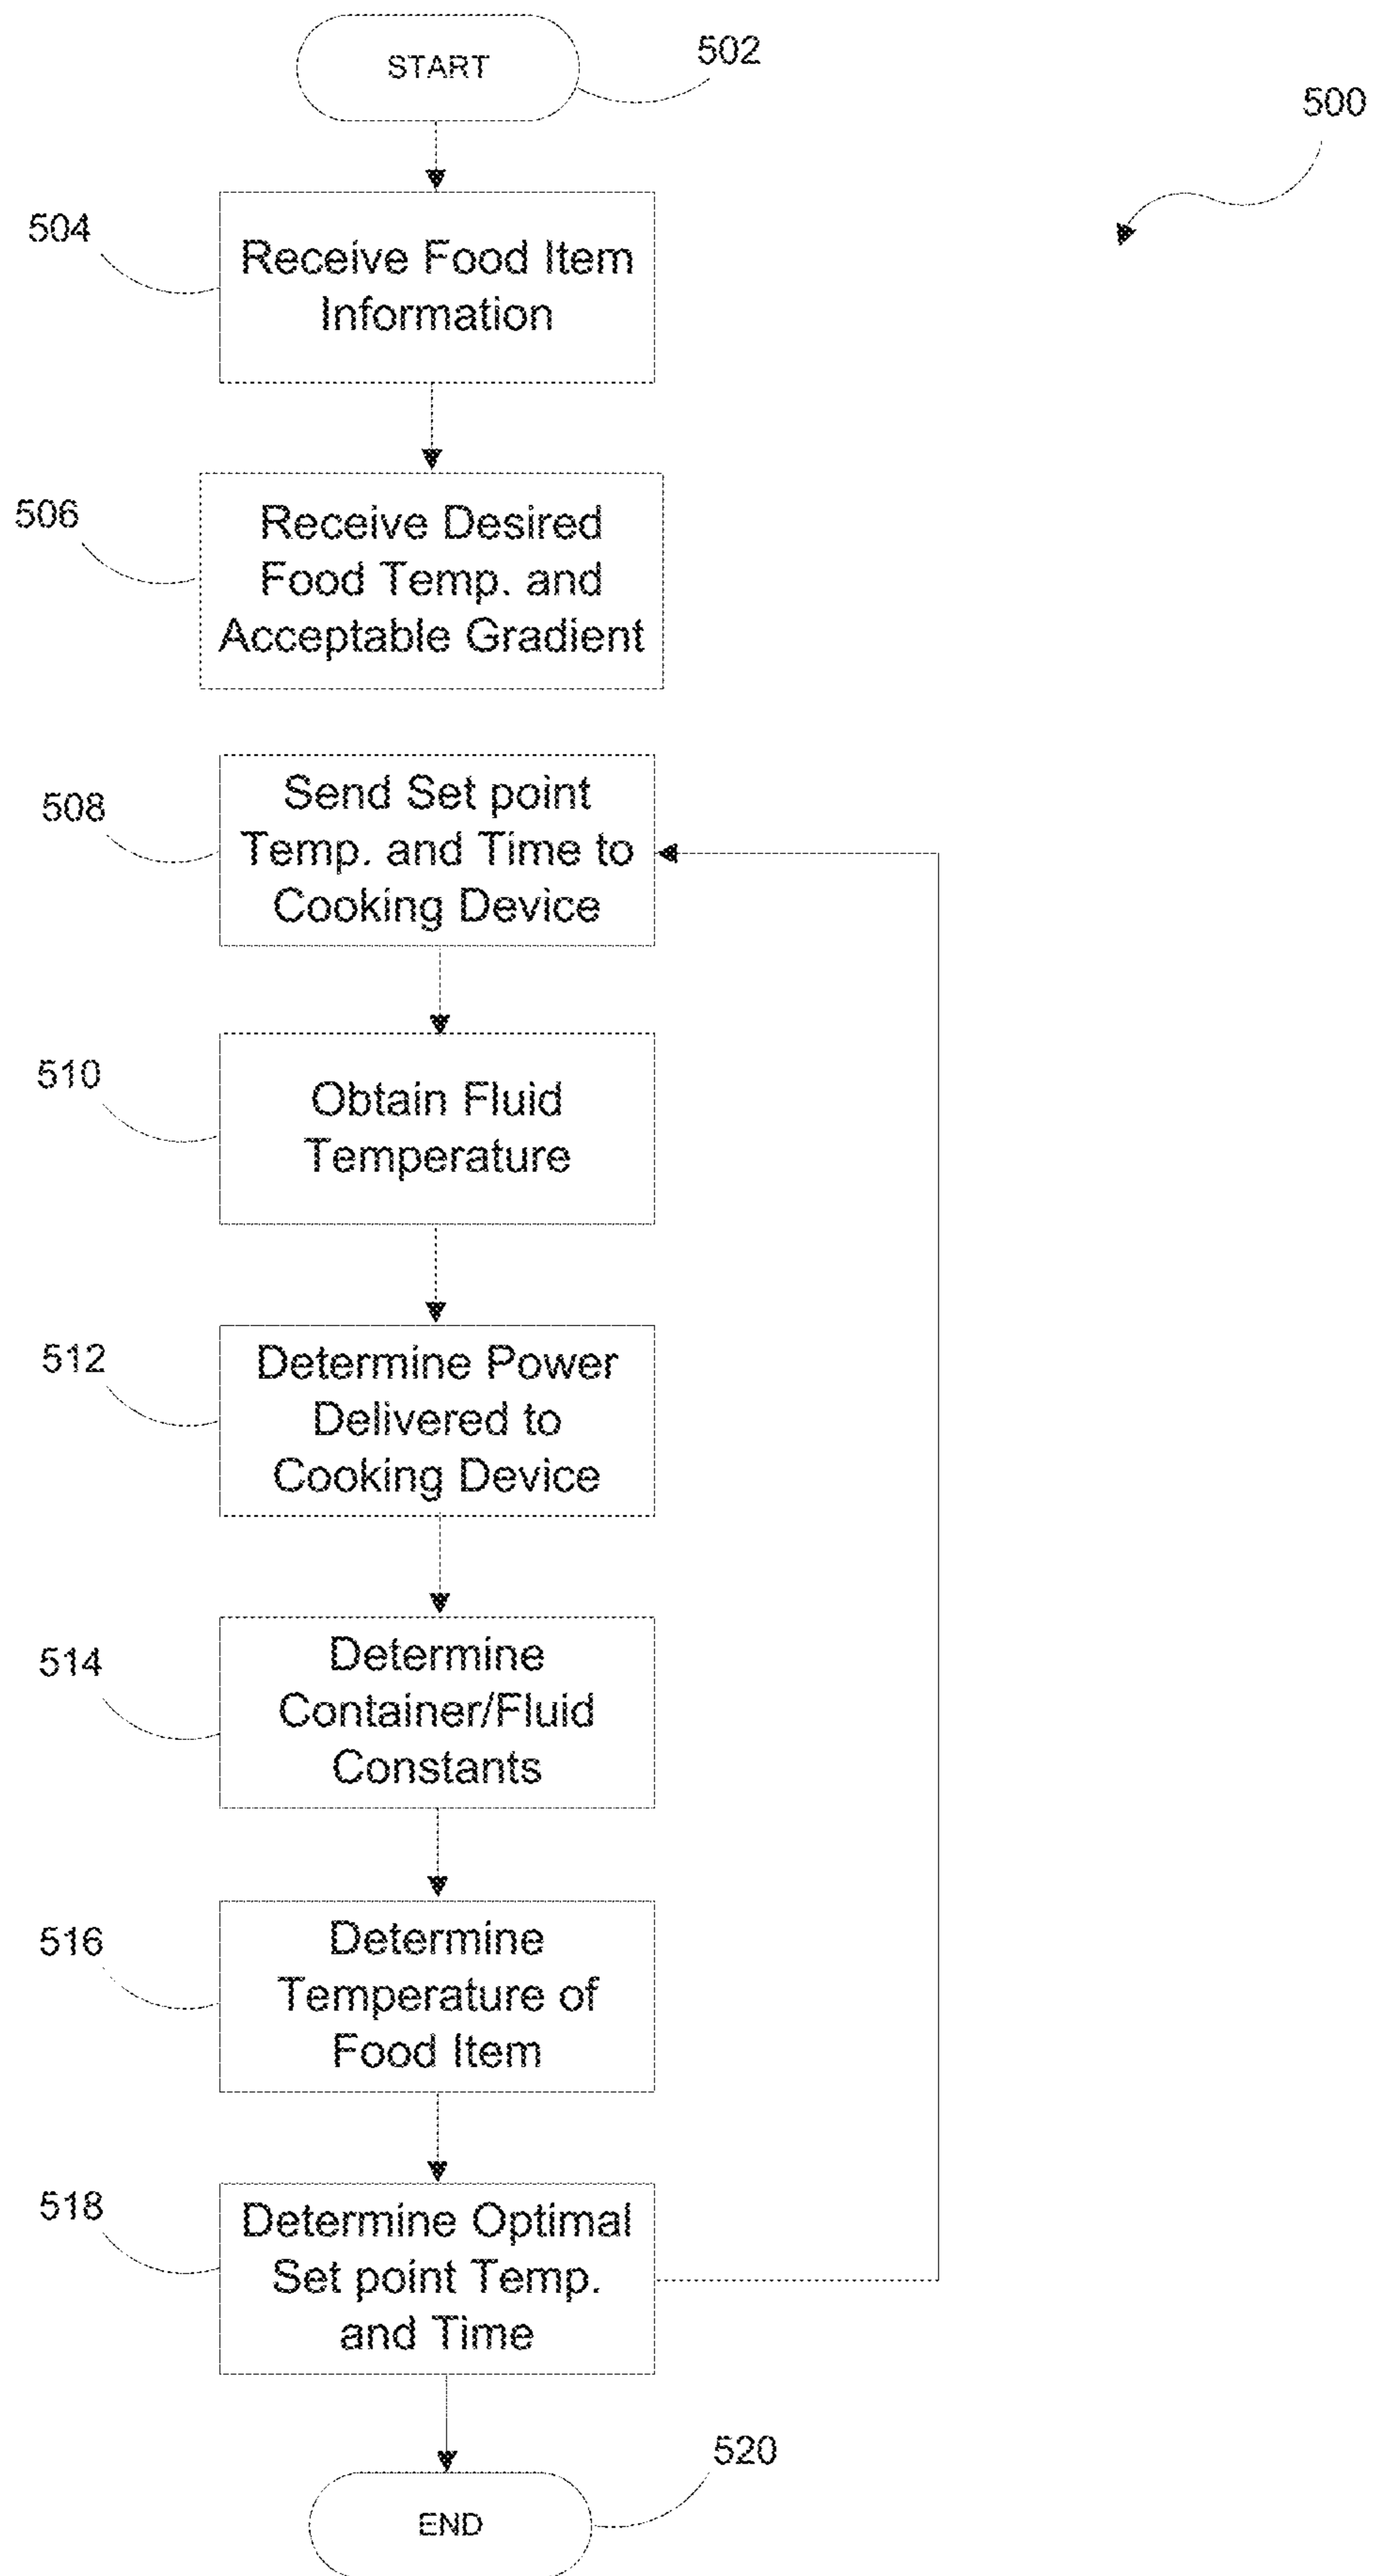 START
502
500
504
Receive Food Item
Information
506
Receive Desired
Food Temp. and
Acceptable Gradient
508
Send Set point
Temp. and Time to
Cooking Device
510
Obtain Fluid
Temperature
512
Determine Power
Delivered to
Cooking Device
514
Determine
Container/Fluid
Constants
516
Determine
Temperature of
Food Item
518
Determine Optimal
Set point Temp.
and Time
520
END